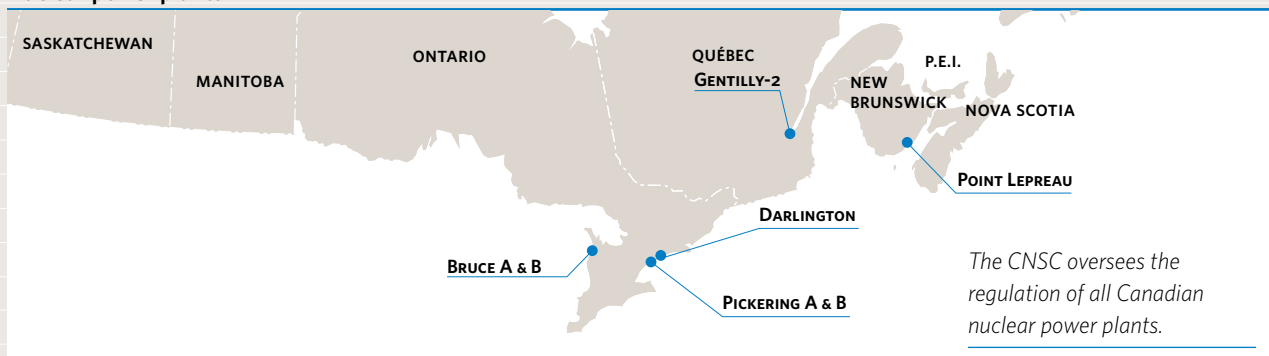 SASKATCHEWAN
MANITOBA
ONTARIO
QUÉBEC
GENTILLY-2
P.E.I.
NEW
BRUNSWICK
NOVA SCOTIA
POINT LEPREAU
DARLINGTON
BRUCE A & B
PICKERING A & B
The CNSC oversees the
regulation of all Canadian
nuclear power plants.